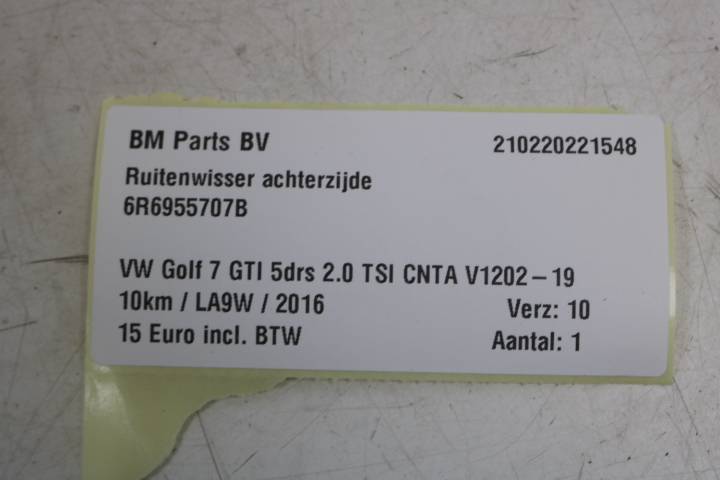 BM Parts BV 210220221548
Ruitenwisser achterzijde
6R6955707B
VW Golf 7 GTI 5drs 2.0 TSI CNTA V1202-19
10km / LA9W / 2016 Verz: 10
15 Euro incl. BTW Aantal: 1